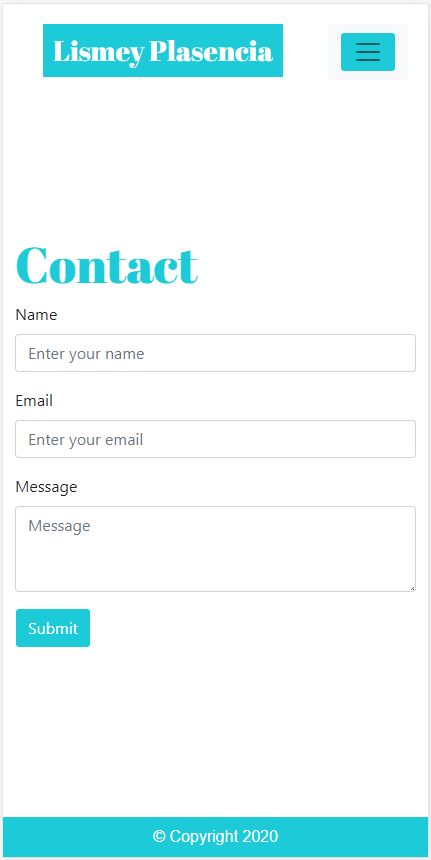 Lismey Plasencia
Contact
Name
Enter your name
Email
Enter your email
Message
Message
Submit
© Copyright 2020